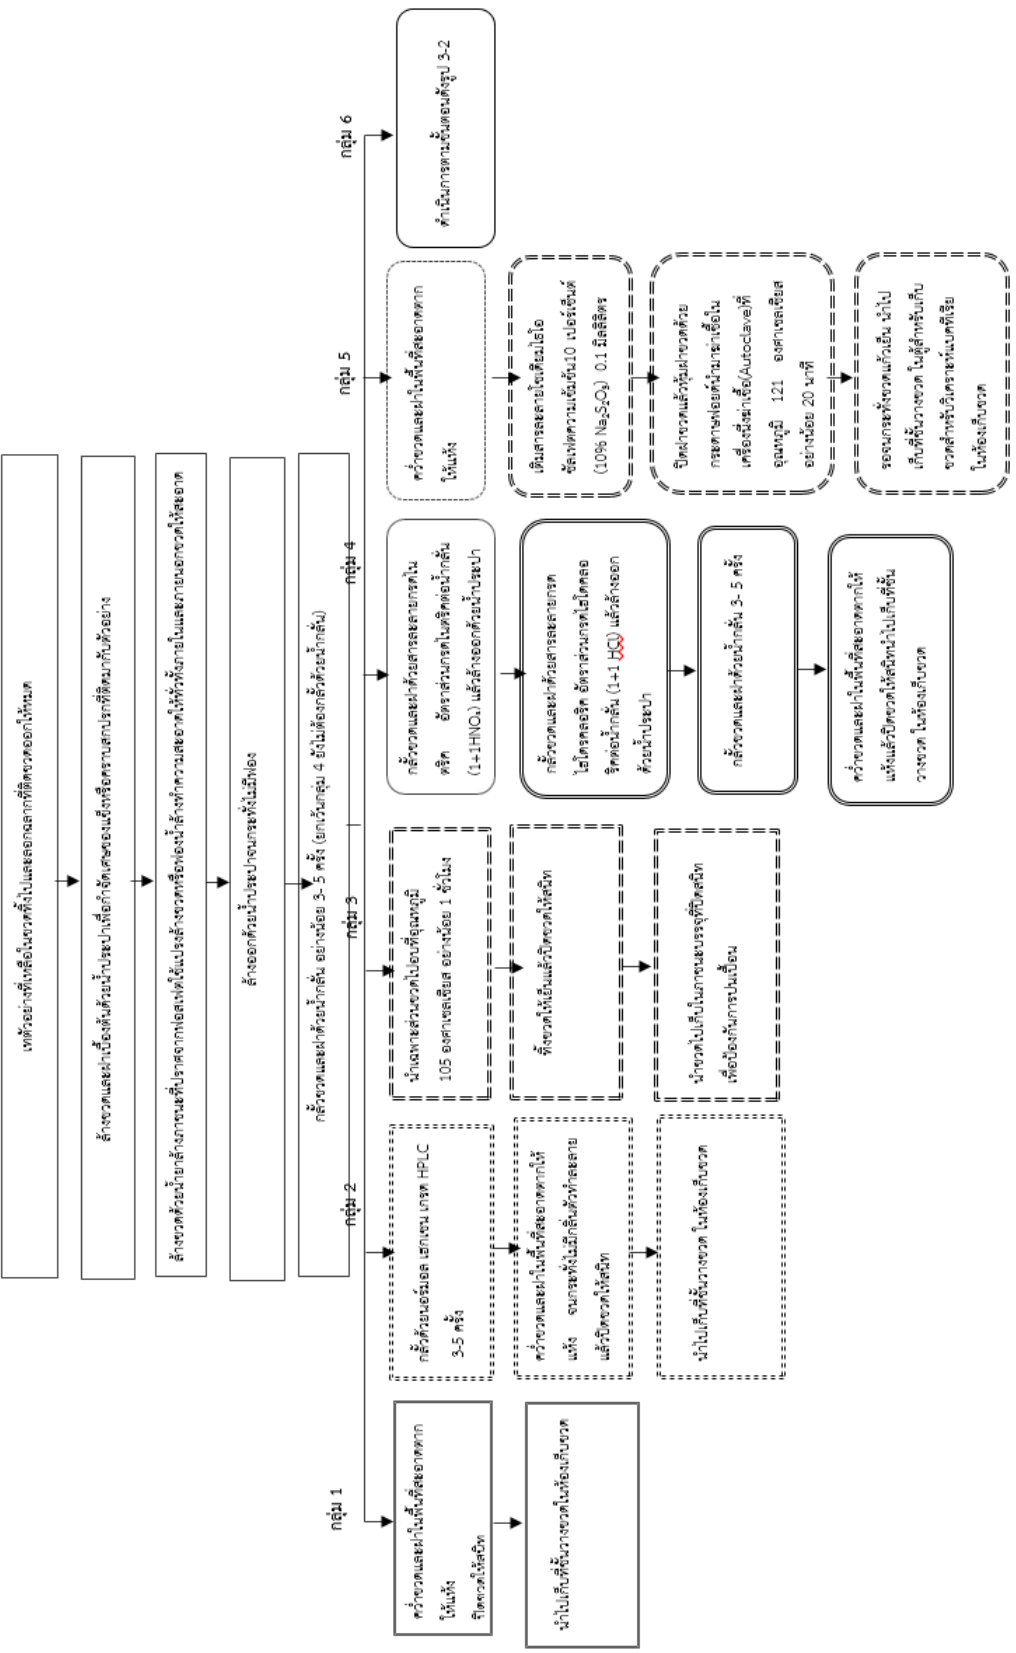 เทตัวอย่างที่เหลือในขวดทิ้งไปและลอกฉลากที่ติดขวดออกให้หมด
ล้างขวดและฝาเบื้องต้นด้วยน้ำประปาเพื่อกำจัดเศษของแข็งหรือคราบสกปรกที่ติดมากับตัวอย่าง
ล้างขวดด้วยน้ำยาล้างภาชนะที่ปราศจากฟอสเฟตใช้แปรงล้างขวดหรือฟองน้ำล้างทำความสะอาดให้ทั่วทั้งภายในและภายนอกขวดให้สะอาด
ล้างออกด้วยน้ำประปาจนกระทั่งไม่มีฟอง
กลั้วขวดและฝาด้วยน้ำกลั่น อย่างน้อย 3- 5 ครั้ง (ยกเว้นกลุ่ม 4 ยังไม่ต้องกลั้วด้วยน้ำกลั่น)
กลุ่ม 1
คว่ำขวดและฝาในพื้นที่สะอาดตาก
ให้แห้ง
ปิดขวดให้สนิท
นำไปเก็บที่ชั้นวางขวดในห้องเก็บขวด
กลุ่ม 2
กลั้วด้วยนอร์มอล เฮกเซน เกรด HPLC
3-5 ครั้ง
คว่ำขวดและฝาในพื้นที่สะอาดตากให้
แห้ง จนกระทั่งไม่มีกลิ่นตัวทำละลาย
แล้วปิดขวดให้สนิท
นำไปเก็บที่ชั้นวางขวด ในห้องเก็บขวด
กลุ่ม 3
นำเฉพาะส่วนขวดไปอบที่อุณหภูมิ
105 องศาเซลเซียส อย่างน้อย 1 ชั่วโมง
ทิ้งขวดให้เย็นแล้วปิดขวดให้สนิท
นำขวดไปเก็บในภาชนะบรรจุที่ปิดสนิท
เพื่อป้องกันการปนเปื้อน
กลุ่ม 4
กลั้วขวดและฝาด้วยสารละลายกรดใน
ตริค อัตราส่วนกรดไนตริคต่อน้ำกลั่น
(1+1HNO₃) แล้วล้างออกด้วยน้ำประปา
กลั้วขวดและฝาด้วยสารละลายกรด
ไฮโดรคลอริค อัตราส่วนกรดไฮโดคลอ
ริคต่อน้ำกลั่น (1+1 HCl) แล้วล้างออก
ด้วยน้ำประปา
กลั้วขวดและฝาด้วยน้ำกลั่น 3- 5 ครั้ง
คว่ำขวดและฝาในพื้นที่สะอาดตากให้
แห้งแล้วปิดขวดให้สนิทนำไปเก็บที่ชั้น
วางขวด ในห้องเก็บขวด
กลุ่ม 5
คว่ำขวดและฝาในพื้นที่สะอาดตาก
ให้แห้ง
เติมสารละลายโซเดียมไธโอ
ซัลเฟตความเข้มข้น10 เปอร์เซ็นต์
(10% Na₂S₂O₃) 0.1 มิลลิลิตร
ปิดฝาขวดแล้วหุ้มฝาขวดด้วย
กระดาษฟอยด์นำมาฆ่าเชื้อใน
เครื่องนึ่งฆ่าเชื้อ(Autoclave)ที่
อุณหภูมิ 121 องศาเซลเซียส
อย่างน้อย 20 นาที
รอจนกระทั่งขวดแก้วเย็น นำไป
เก็บที่ชั้นวางขวด ในตู้สำหรับเก็บ
ขวดสำหรับวิเคราะห์แบคทีเรีย
ในห้องเก็บขวด
กลุ่ม 6
ดำเนินการตามขั้นตอนดังรูป 3-2